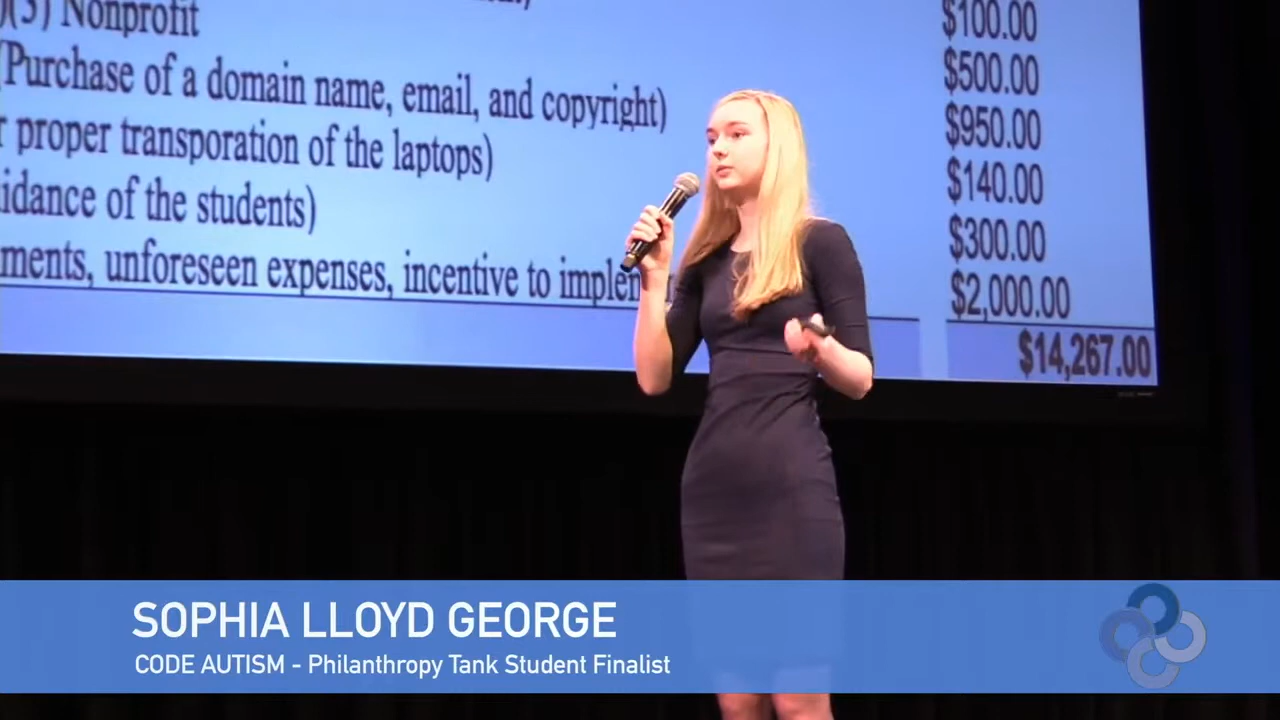 )(3) Nonprofit $100.00
(Purchase of a domain name, email, and copyright) $500.00
r proper transporation of the laptops) $950.00
idance of the students) $140.00
$300.00
ments, unforeseen expenses, incentive to implem $2,000.00
$14,267.00
SOPHIA LLOYD GEORGE
CODE AUTISM - Philanthropy Tank Student Finalist